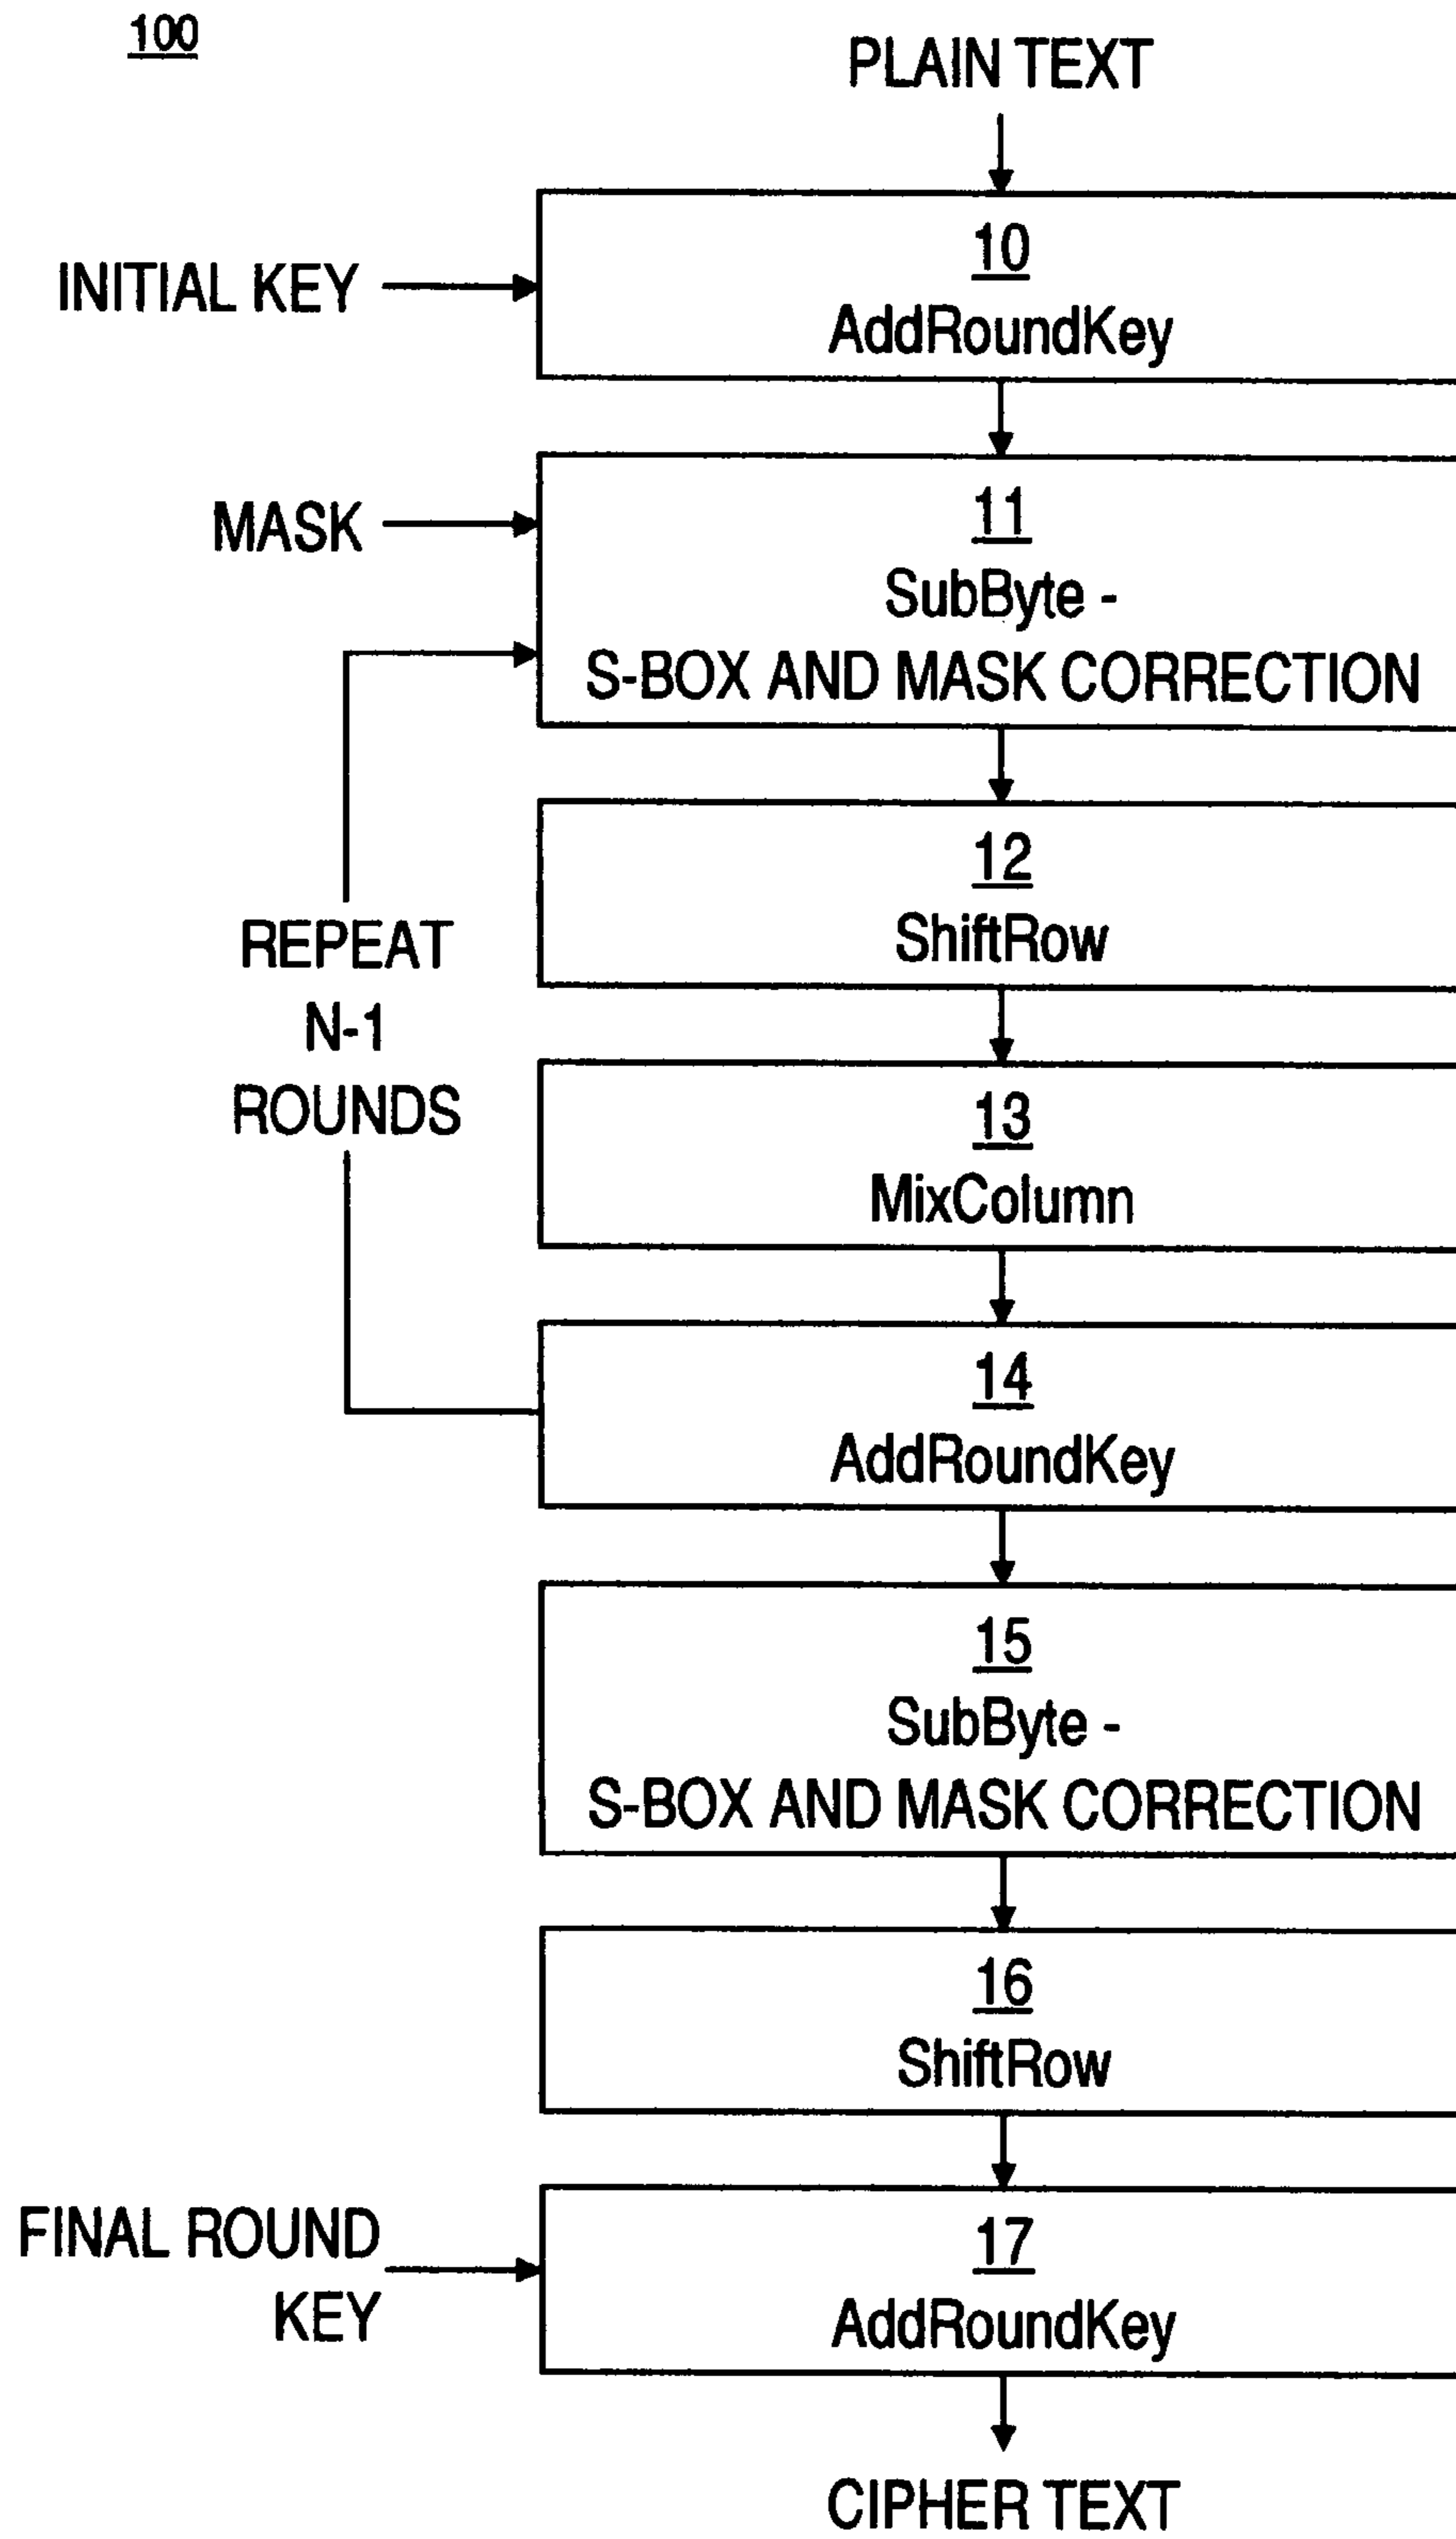 100
PLAIN TEXT
INITIAL KEY
10
AddRoundKey
MASK
11
SubByte -
S-BOX AND MASK CORRECTION
12
ShiftRow
REPEAT
N-1
ROUNDS
13
MixColumn
14
AddRoundKey
15
SubByte -
S-BOX AND MASK CORRECTION
16
ShiftRow
FINAL ROUND
KEY
17
AddRoundKey
CIPHER TEXT